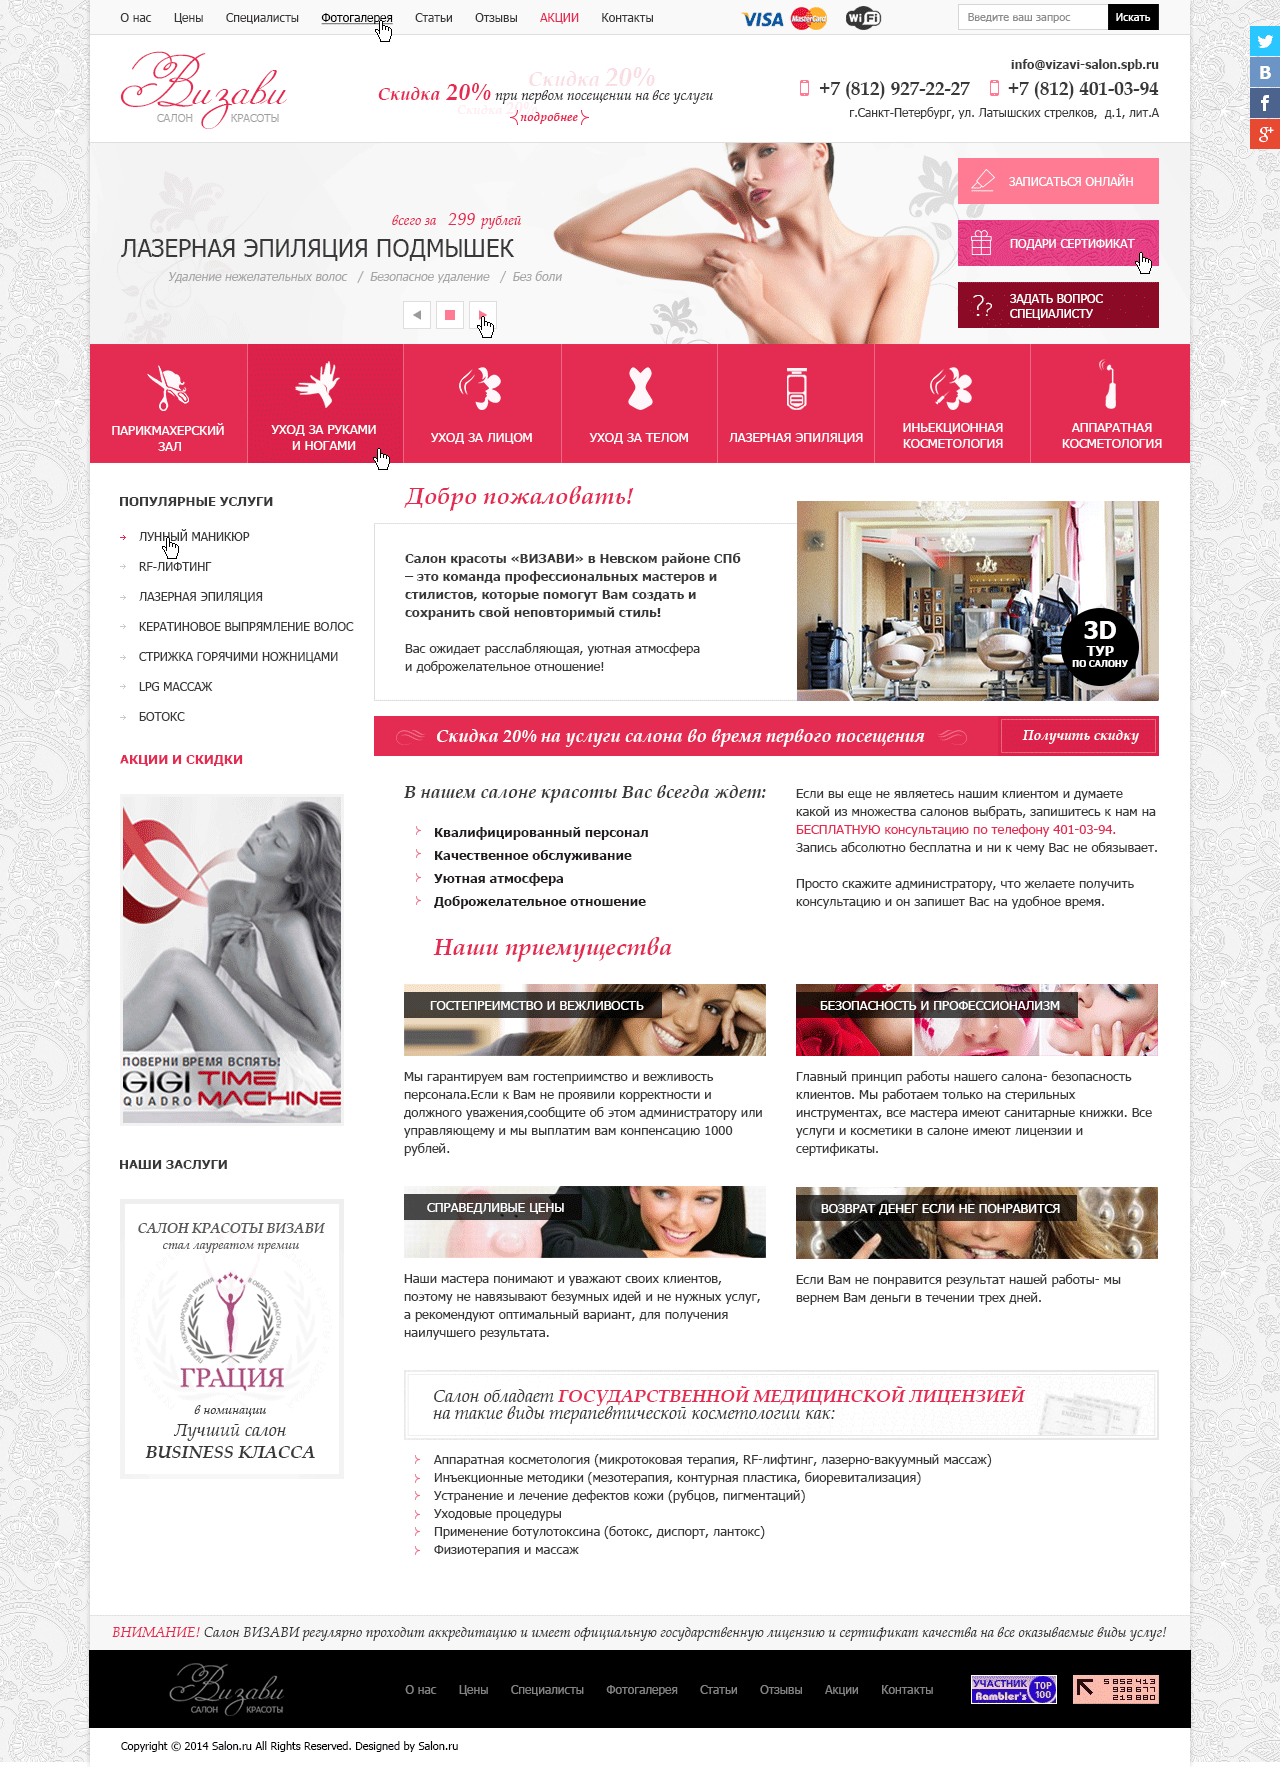 О нас Цены Специалисты Фотогалерея Статьи Отзывы АКЦИИ Контакты
VISA MasterCard Wi Fi
Введите ваш запрос Искать
Визави
САЛОН КРАСОТЫ
Скидка 20%
Скидка 20% при первом посещении на все услуги
подробнее
info@vizavi-salon.spb.ru
+7 (812) 927-22-27 +7 (812) 401-03-94
г.Санкт-Петербург, ул. Латышских стрелков, д.1, лит.А
всего за 299 рублей
ЛАЗЕРНАЯ ЭПИЛЯЦИЯ ПОДМЫШЕК
Удаление нежелательных волос / Безопасное удаление / Без боли
ЗАПИСАТЬСЯ ОНЛАЙН
ПОДАРИ СЕРТИФИКАТ
ЗАДАТЬ ВОПРОС
СПЕЦИАЛИСТУ
ПАРИКМАХЕРСКИЙ
ЗАЛ
УХОД ЗА РУКАМИ
И НОГАМИ
УХОД ЗА ЛИЦОМ
УХОД ЗА ТЕЛОМ
ЛАЗЕРНАЯ ЭПИЛЯЦИЯ
ИНЬЕКЦИОННАЯ
КОСМЕТОЛОГИЯ
АППАРАТНАЯ
КОСМЕТОЛОГИЯ
ПОПУЛЯРНЫЕ УСЛУГИ
ЛУННЫЙ МАНИКЮР
RF-ЛИФТИНГ
ЛАЗЕРНАЯ ЭПИЛЯЦИЯ
КЕРАТИНОВОЕ ВЫПРЯМЛЕНИЕ ВОЛОС
СТРИЖКА ГОРЯЧИМИ НОЖНИЦАМИ
LPG МАССАЖ
БОТОКС
АКЦИИ И СКИДКИ
ПОВЕРНИ ВРЕМЯ ВСПЯТЬ!
GIGI TIME
QUADRO MACHINE
НАШИ ЗАСЛУГИ
САЛОН КРАСОТЫ ВИЗАВИ
стал лауреатом премии
ПЕРВАЯ МЕЖДУНАРОДНАЯ ПРЕМИЯ В ОБЛАСТИ КРАСОТЫ И ЗДОРОВЬЯ
ГРАЦИЯ
в номинации
Лучший салон
BUSINESS КЛАССА
Добро пожаловать!
Салон красоты «ВИЗАВИ» в Невском районе СПб
– это команда профессиональных мастеров и
стилистов, которые помогут Вам создать и
сохранить свой неповторимый стиль!
Вас ожидает расслабляющая, уютная атмосфера
и доброжелательное отношение!
3D
ТУР
ПО САЛОНУ
Скидка 20% на услуги салона во время первого посещения
Получить скидку
В нашем салоне красоты Вас всегда ждет:
Квалифицированный персонал
Качественное обслуживание
Уютная атмосфера
Доброжелательное отношение
Если вы еще не являетесь нашим клиентом и думаете
какой из множества салонов выбрать, запишитесь к нам на
БЕСПЛАТНУЮ консультацию по телефону 401-03-94.
Запись абсолютно бесплатна и ни к чему Вас не обязывает.
Просто скажите администратору, что желаете получить
консультацию и он запишет Вас на удобное время.
Наши приемущества
ГОСТЕПРЕИМСТВО И ВЕЖЛИВОСТЬ
Мы гарантируем вам гостеприимство и вежливость
персонала.Если к Вам не проявили корректности и
должного уважения,сообщите об этом администратору или
управляющему и мы выплатим вам конпенсацию 1000
рублей.
БЕЗОПАСНОСТЬ И ПРОФЕССИОНАЛИЗМ
Главный принцип работы нашего салона- безопасность
клиентов. Мы работаем только на стерильных
инструментах, все мастера имеют санитарные книжки. Все
услуги и косметики в салоне имеют лицензии и
сертификаты.
СПРАВЕДЛИВЫЕ ЦЕНЫ
Наши мастера понимают и уважают своих клиентов,
поэтому не навязывают безумных идей и не нужных услуг,
а рекомендуют оптимальный вариант, для получения
наилучшего результата.
ВОЗВРАТ ДЕНЕГ ЕСЛИ НЕ ПОНРАВИТСЯ
Если Вам не понравится результат нашей работы- мы
вернем Вам деньги в течении трех дней.
Салон обладает ГОСУДАРСТВЕННОЙ МЕДИЦИНСКОЙ ЛИЦЕНЗИЕЙ
на такие виды терапевтической косметологии как:
Аппаратная косметология (микротоковая терапия, RF-лифтинг, лазерно-вакуумный массаж)
Инъекционные методики (мезотерапия, контурная пластика, биоревитализация)
Устранение и лечение дефектов кожи (рубцов, пигментаций)
Уходовые процедуры
Применение ботулотоксина (ботокс, диспорт, лантокс)
Физиотерапия и массаж
ВНИМАНИЕ! Салон ВИЗАВИ регулярно проходит аккредитацию и имеет официальную государственную лицензию и сертификат качества на все оказываемые виды услуг!
Визави
САЛОН КРАСОТЫ
О нас Цены Специалисты Фотогалерея Статьи Отзывы Акции Контакты
УЧАСТНИК
Rambler's
TOP
100
5 852 413
938 677
219 880
Copyright © 2014 Salon.ru All Rights Reserved. Designed by Salon.ru